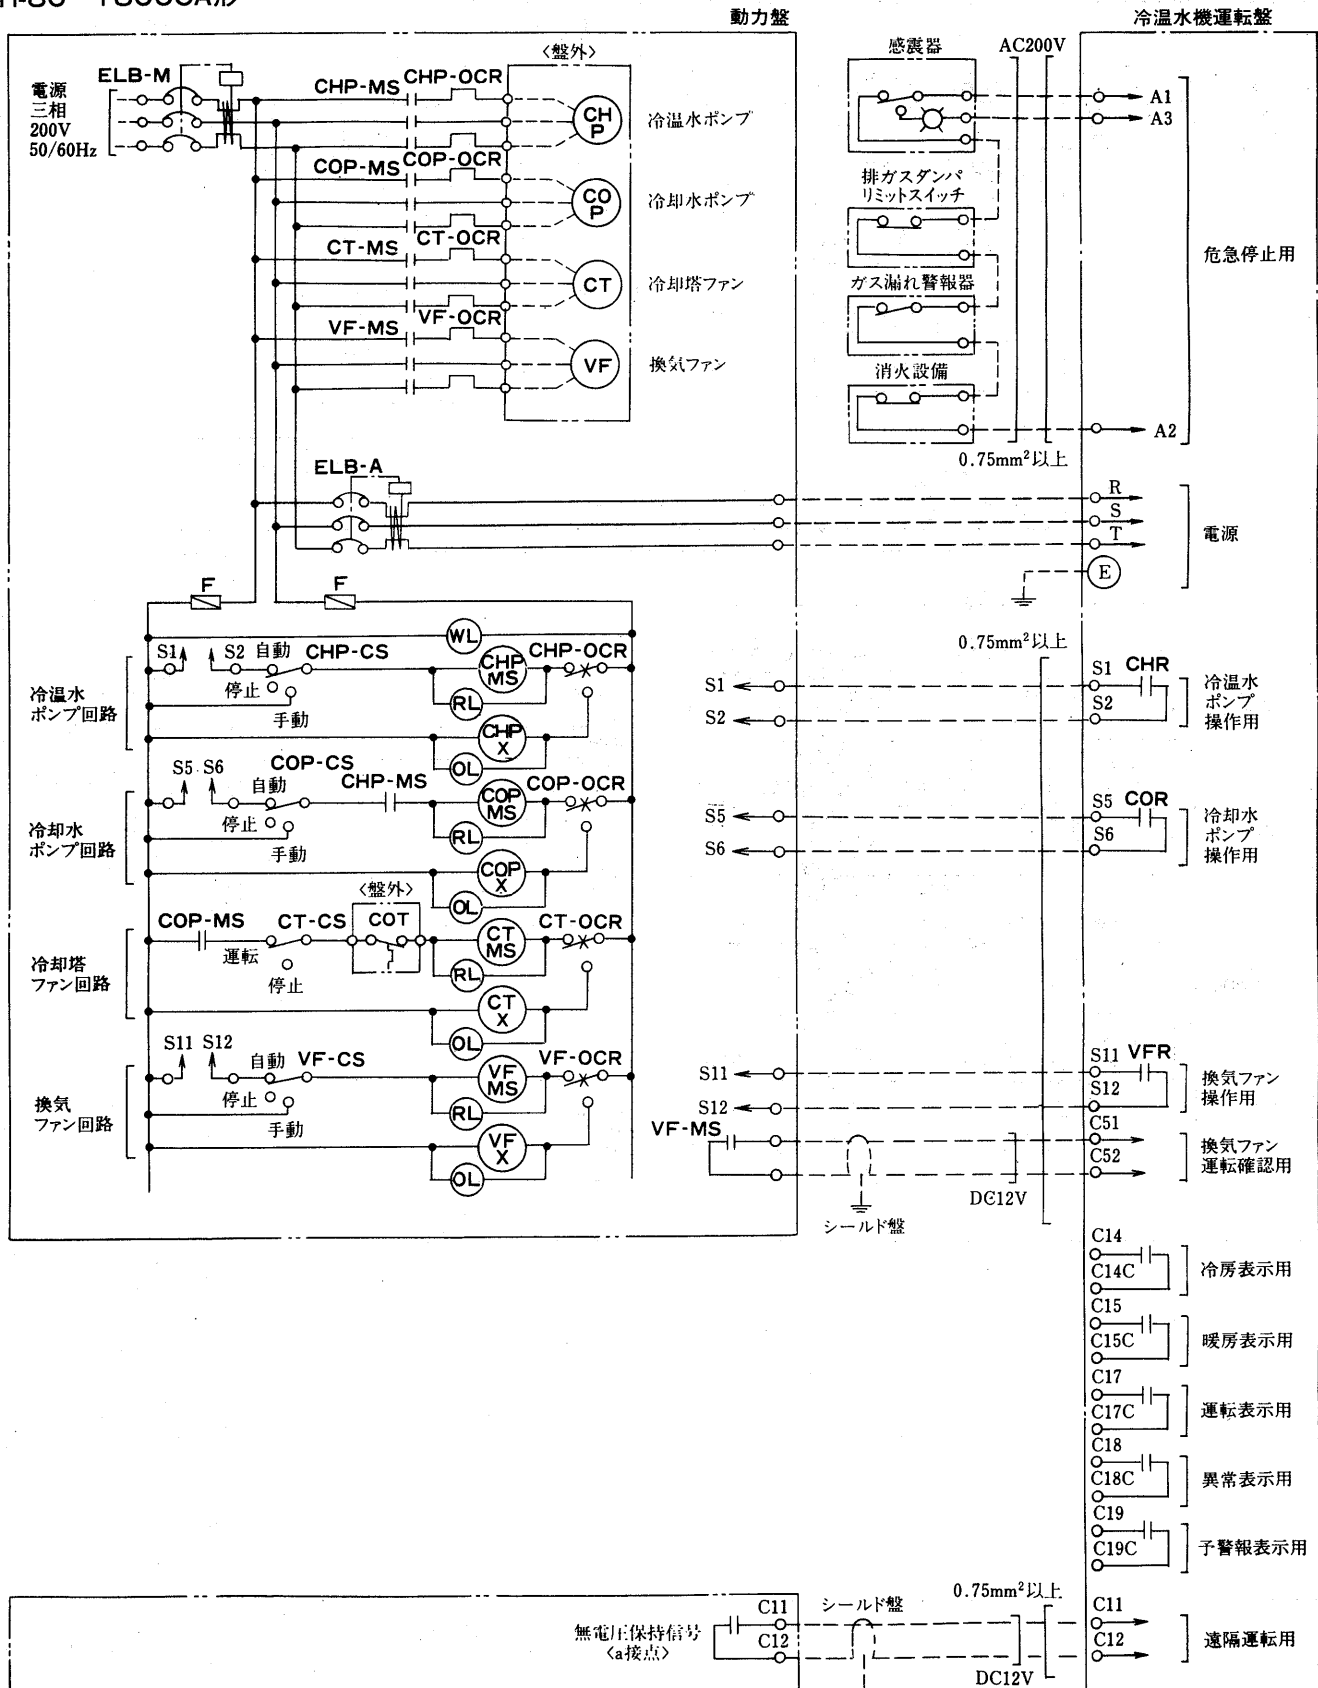 動力盤
冷温水機運転盤
電源
三相
200V
50/60Hz
ELB-M
CHP-MS
CHP-OCR
〈盤外〉
CH
P
冷温水ポンプ
COP-MS
COP-OCR
CO
P
冷却水ポンプ
CT-MS
CT-OCR
CT
冷却塔ファン
VF-MS
VF-OCR
VF
換気ファン
感震器
AC200V
A1
A3
排ガスダンパ
リミットスイッチ
ガス漏れ警報器
消火設備
A2
危急停止用
0.75mm²以上
ELB-A
R
S
T
E
電源
F
F
WL
冷温水
ポンプ回路
S1
S2
自動
停止
手動
CHP-CS
CHP
MS
CHP-OCR
RL
CHP
X
OL
冷却水
ポンプ回路
S5
S6
自動
停止
手動
COP-CS
CHP-MS
COP
MS
COP-OCR
RL
COP
X
OL
冷却塔
ファン回路
COP-MS
運転
停止
CT-CS
〈盤外〉
COT
CT
MS
CT-OCR
RL
CT
X
OL
換気
ファン回路
S11
S12
自動
停止
手動
VF-CS
VF
MS
VF-OCR
RL
VF
X
OL
0.75mm²以上
S1
S2
S1
CHR
S2
冷温水
ポンプ
操作用
S5
S6
S5
COR
S6
冷却水
ポンプ
操作用
S11
S12
S11
VFR
S12
換気ファン
操作用
VF-MS
シールド盤
DC12V
C51
C52
換気ファン
運転確認用
C14
C14C
冷房表示用
C15
C15C
暖房表示用
C17
C17C
運転表示用
C18
C18C
異常表示用
C19
C19C
予警報表示用
無電圧保持信号
〈a接点〉
C11
C12
シールド盤
0.75mm²以上
DC12V
C11
C12
遠隔運転用